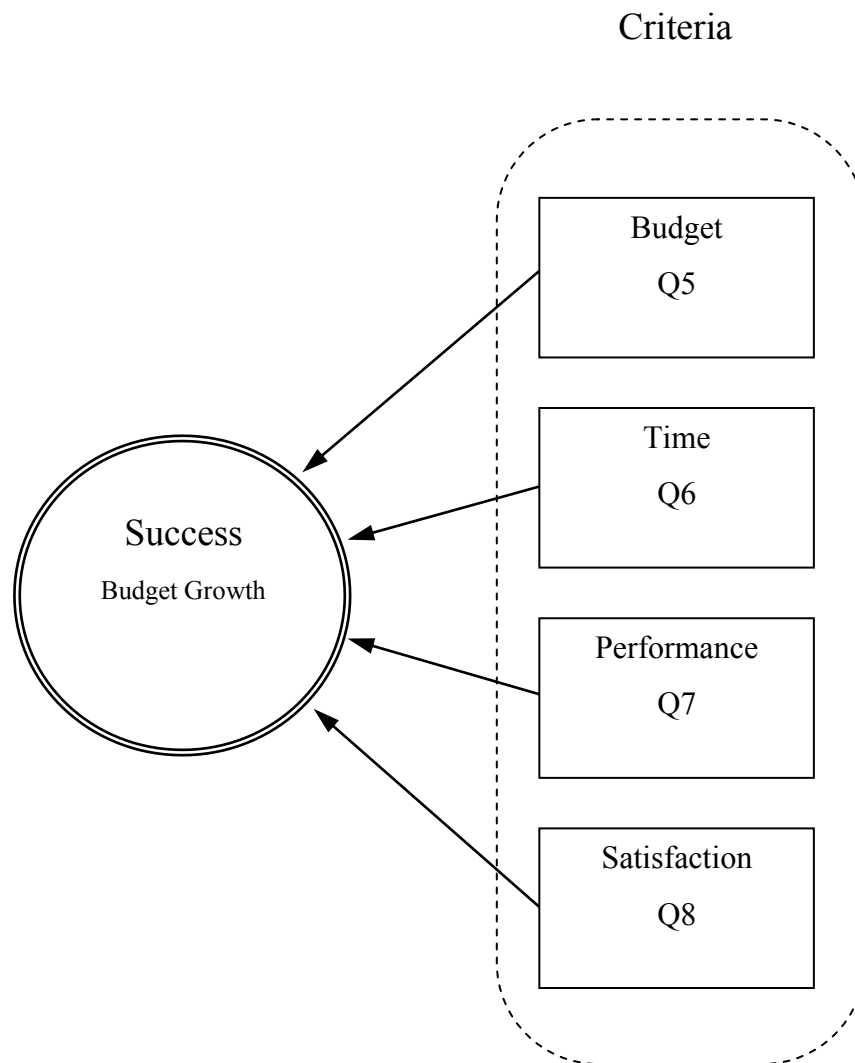 Criteria
Budget
Q5
Time
Q6
Success
Budget Growth
Performance
Q7
Satisfaction
Q8